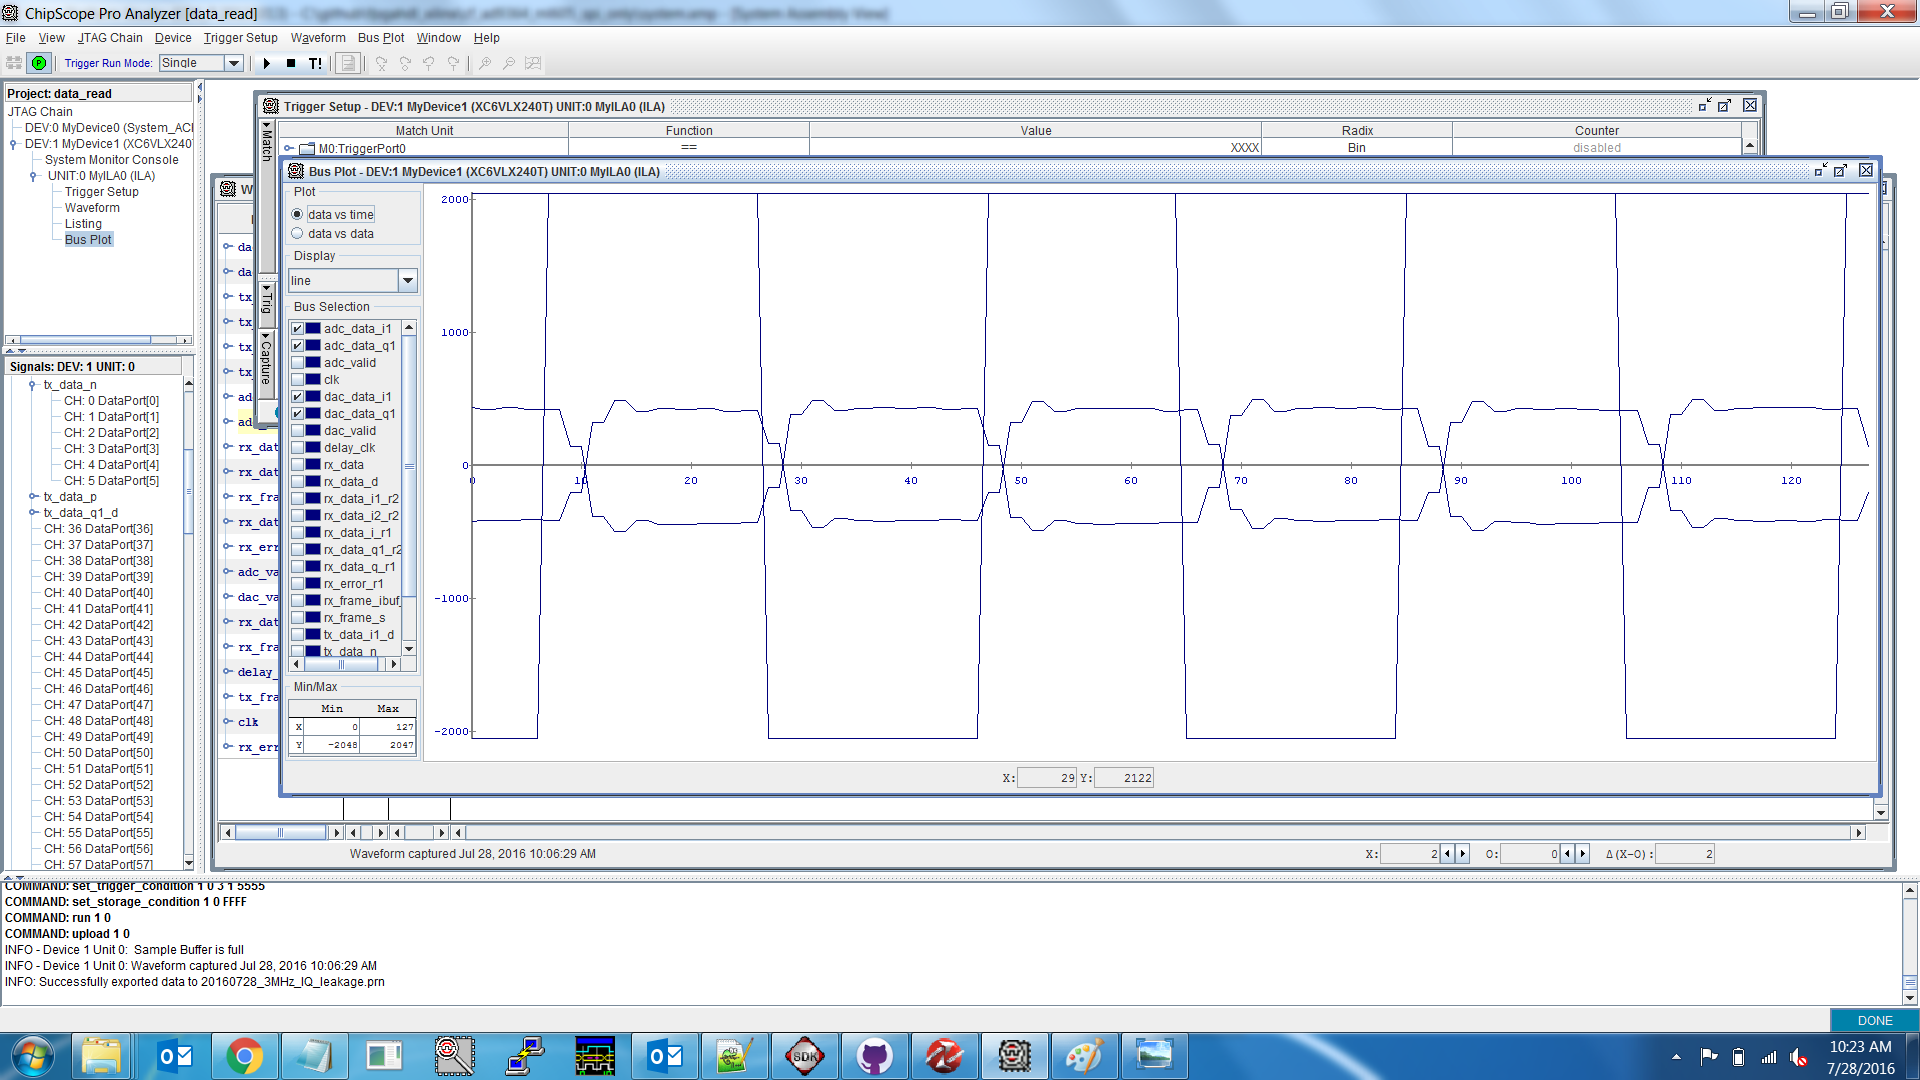 ChipScope Pro Analyzer [data_read]
File View JTAG Chain Device Trigger Setup Waveform Bus Plot Window Help
Trigger Run Mode: Single T!
Project: data_read
JTAG Chain
DEV:0 MyDevice0 (System_ACI
DEV:1 MyDevice1 (XC6VLX240
System Monitor Console
UNIT:0 MyILA0 (ILA)
Trigger Setup
Waveform
Listing
Bus Plot
Signals: DEV: 1 UNIT: 0
tx_data_n
CH: 0 DataPort[0]
CH: 1 DataPort[1]
CH: 2 DataPort[2]
CH: 3 DataPort[3]
CH: 4 DataPort[4]
CH: 5 DataPort[5]
tx_data_p
tx_data_q1_d
CH: 36 DataPort[36]
CH: 37 DataPort[37]
CH: 38 DataPort[38]
CH: 39 DataPort[39]
CH: 40 DataPort[40]
CH: 41 DataPort[41]
CH: 42 DataPort[42]
CH: 43 DataPort[43]
CH: 44 DataPort[44]
CH: 45 DataPort[45]
CH: 46 DataPort[46]
CH: 47 DataPort[47]
CH: 48 DataPort[48]
CH: 49 DataPort[49]
CH: 50 DataPort[50]
CH: 51 DataPort[51]
CH: 52 DataPort[52]
CH: 53 DataPort[53]
CH: 54 DataPort[54]
CH: 55 DataPort[55]
CH: 56 DataPort[56]
CH: 57 DataPort[57]
Trigger Setup - DEV:1 MyDevice1 (XC6VLX240T) UNIT:0 MyILA0 (ILA)
Match Unit Function Value Radix Counter
M0:TriggerPort0 == XXXX Bin disabled
Match
Trig
Capture
W
da
da
tx_
tx_
tx_
tx_
ad
ad
rx_dat
rx_dat
rx_fra
rx_dat
rx_err
adc_va
dac_va
rx_dat
rx_fra
delay_
tx_fra
clk
rx_err
Bus Plot - DEV:1 MyDevice1 (XC6VLX240T) UNIT:0 MyILA0 (ILA)
Plot
data vs time
data vs data
Display
line
Bus Selection
adc_data_i1
adc_data_q1
adc_valid
clk
dac_data_i1
dac_data_q1
dac_valid
delay_clk
rx_data
rx_data_d
rx_data_i1_r2
rx_data_i2_r2
rx_data_i_r1
rx_data_q1_r2
rx_data_q_r1
rx_error_r1
rx_frame_ibuf_
rx_frame_s
tx_data_i1_d
tx_data_n
Min/Max
Min Max
X 0 127
Y -2048 2047
2000
1000
0
-1000
-2000
0 10 20 30 40 50 60 70 80 90 100 110 120
X: 29 Y: 2122
Waveform captured Jul 28, 2016 10:06:29 AM
X: 2 O: 0 Δ(X-O): 2
COMMAND: set_trigger_condition 1 0 3 1 5555
COMMAND: set_storage_condition 1 0 FFFF
COMMAND: run 1 0
COMMAND: upload 1 0
INFO - Device 1 Unit 0: Sample Buffer is full
INFO - Device 1 Unit 0: Waveform captured Jul 28, 2016 10:06:29 AM
INFO: Successfully exported data to 20160728_3MHz_IQ_leakage.prn
DONE
SDK
10:23 AM
7/28/2016